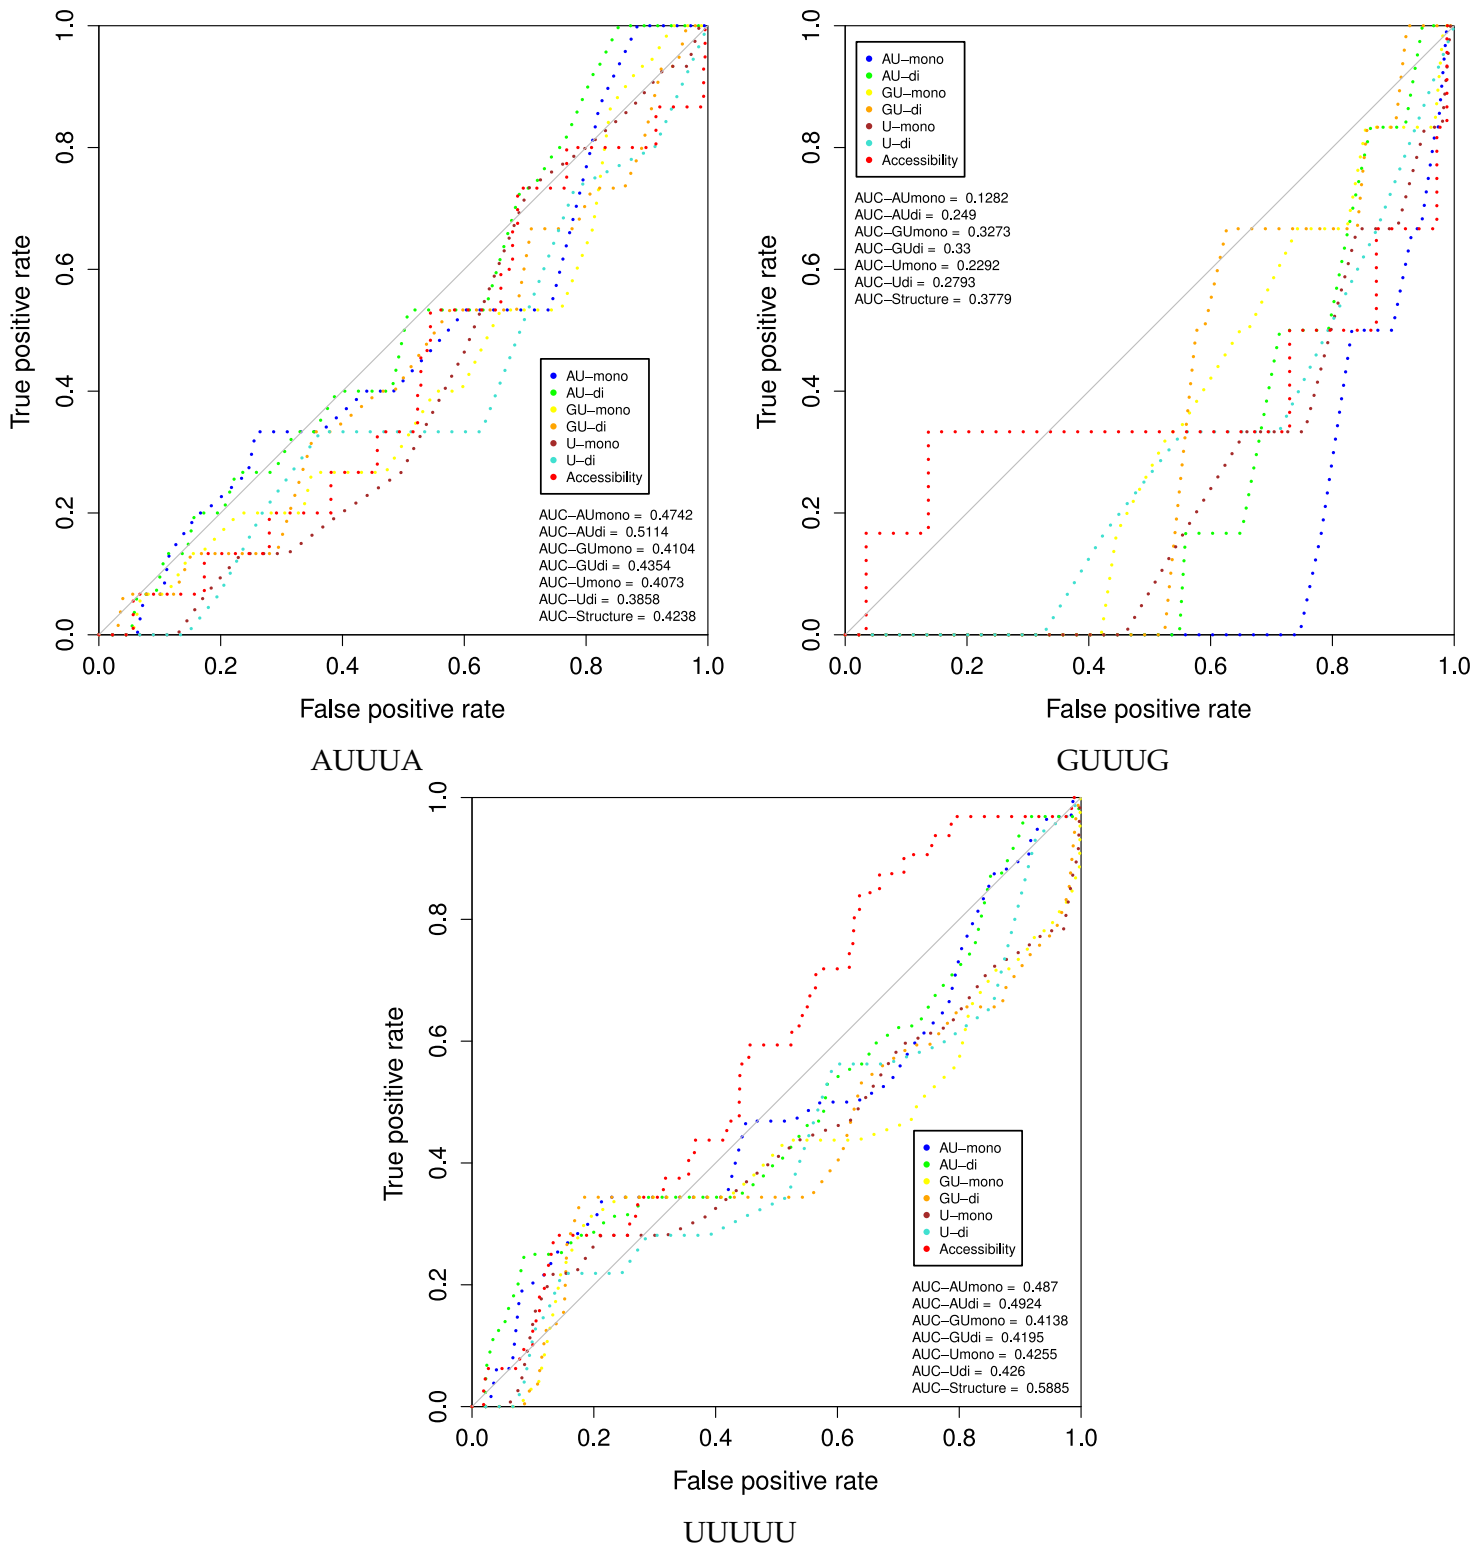 True positive rate
1.0
0.8
0.6
0.4
0.2
0.0
AU−mono
AU−di
GU−mono
GU−di
U−mono
U−di
Accessibility
AUC−AUmono = 0.4742
AUC−AUdi = 0.5114
AUC−GUmono = 0.4104
AUC−GUdi = 0.4354
AUC−Umono = 0.4073
AUC−Udi = 0.3858
AUC−Structure = 0.4238
0.0 0.2 0.4 0.6 0.8 1.0
False positive rate
AUUUA
True positive rate
1.0
0.8
0.6
0.4
0.2
0.0
AU−mono
AU−di
GU−mono
GU−di
U−mono
U−di
Accessibility
AUC−AUmono = 0.1282
AUC−AUdi = 0.249
AUC−GUmono = 0.3273
AUC−GUdi = 0.33
AUC−Umono = 0.2292
AUC−Udi = 0.2793
AUC−Structure = 0.3779
0.0 0.2 0.4 0.6 0.8 1.0
False positive rate
GUUUG
True positive rate
1.0
0.8
0.6
0.4
0.2
0.0
AU−mono
AU−di
GU−mono
GU−di
U−mono
U−di
Accessibility
AUC−AUmono = 0.487
AUC−AUdi = 0.4924
AUC−GUmono = 0.4138
AUC−GUdi = 0.4195
AUC−Umono = 0.4255
AUC−Udi = 0.426
AUC−Structure = 0.5885
0.0 0.2 0.4 0.6 0.8 1.0
False positive rate
UUUUU